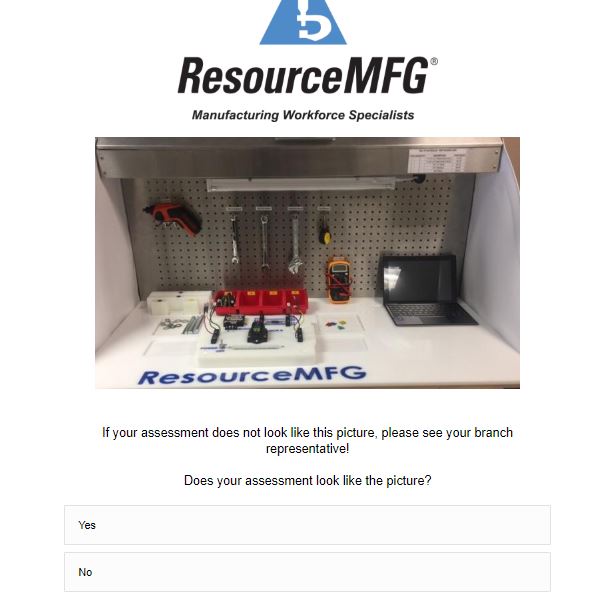 ResourceMFG®
Manufacturing Workforce Specialists
ResourceMFG
If your assessment does not look like this picture, please see your branch
representative!
Does your assessment look like the picture?
Yes
No